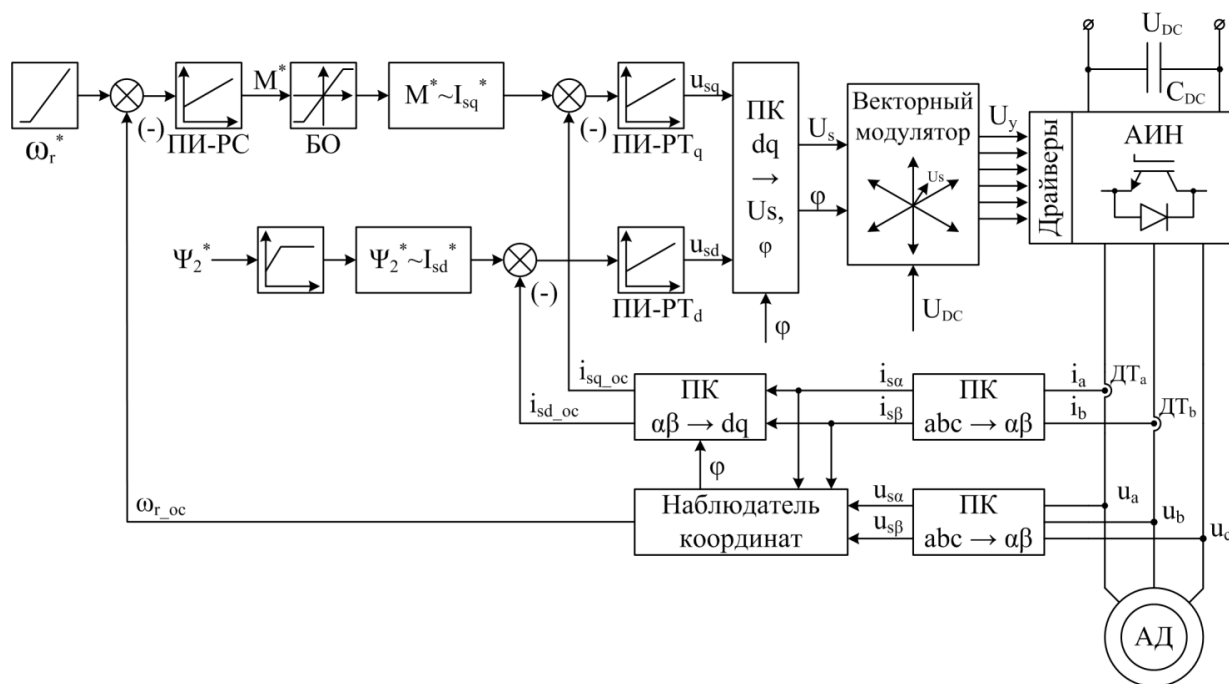 U_DC
C_DC
ω_r^*
(-)
ПИ-РС
M^*
БО
M^*~I_sq^*
(-)
ПИ-РТ_q
u_sq
ПК
dq
→
Us,
φ
U_s
φ
Векторный
модулятор
Us
U_y
Драйверы
АИН
Ψ_2^*
Ψ_2^*~I_sd^*
(-)
ПИ-РТ_d
u_sd
φ
U_DC
i_sq_oc
i_sd_oc
ПК
αβ → dq
i_sα
i_sβ
ПК
abc → αβ
i_a
i_b
ДТ_a
ДТ_b
φ
ω_r_oc
Наблюдатель
координат
u_sα
u_sβ
ПК
abc → αβ
u_a
u_b
u_c
АД